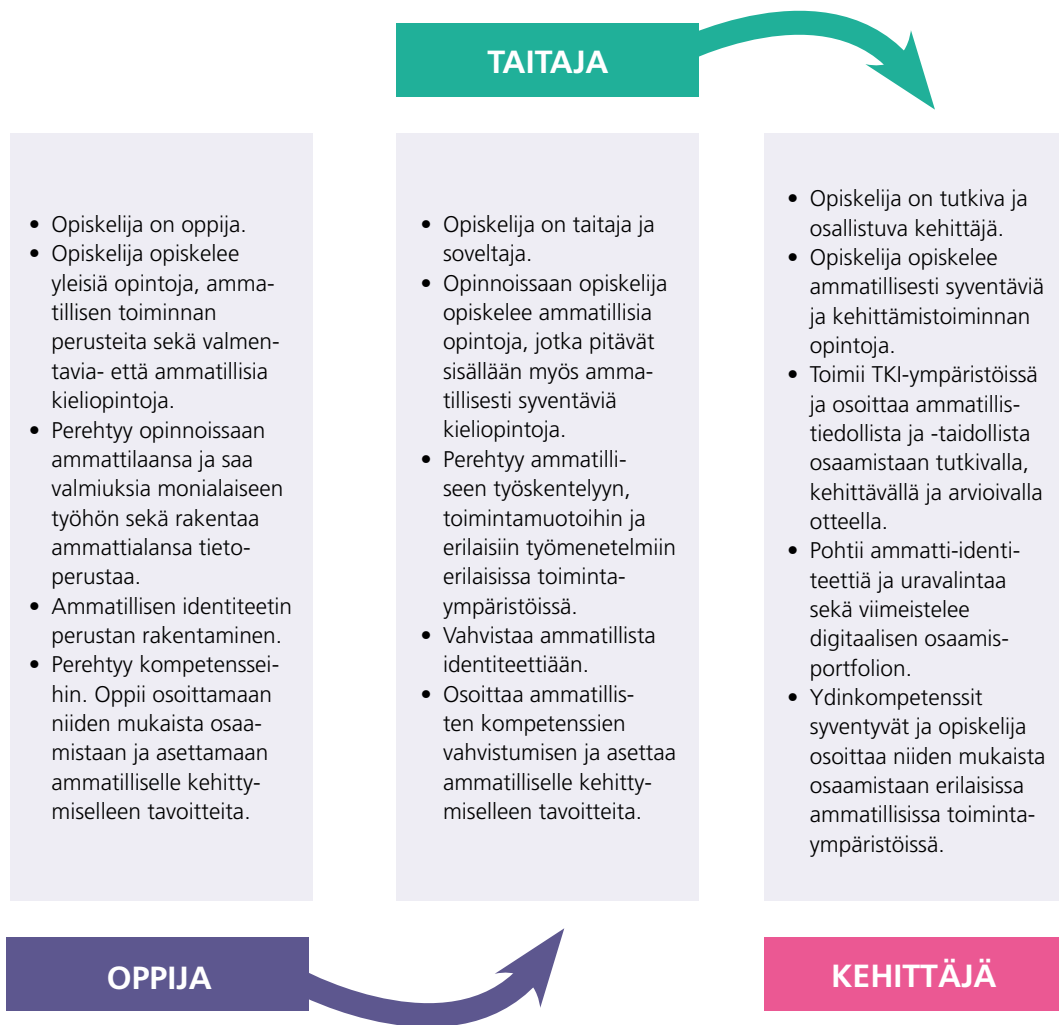 TAITAJA
• Opiskelija on oppija.
• Opiskelija opiskelee
yleisiä opintoja, amma-
tillisen toiminnan
perusteita sekä valmen-
tavia- että ammatillisia
kieliopintoja.
• Perehtyy opinnoissaan
ammattilaansa ja saa
valmiuksia monialaiseen
työhön sekä rakentaa
ammattialansa tieto-
perustaa.
• Ammatillisen identiteetin
perustan rakentaminen.
• Perehtyy kompetenssei-
hin. Oppii osoittamaan
niiden mukaista osaa-
mistaan ja asettamaan
ammatilliselle kehitty-
miselleen tavoitteita.
• Opiskelija on taitaja ja
soveltaja.
• Opinnoissaan opiskelija
opiskelee ammatillisia
opintoja, jotka pitävät
sisällään myös amma-
tillisesti syventäviä
kieliopintoja.
• Perehtyy ammatilli-
seen työskentelyyn,
toimintamuotoihin ja
erilaisiin työmenetelmiin
erilaisissa toiminta-
ympäristöissä.
• Vahvistaa ammatillista
identiteettiään.
• Osoittaa ammatillis-
ten kompetenssien
vahvistumisen ja asettaa
ammatilliselle kehitty-
miselleen tavoitteita.
• Opiskelija on tutkiva ja
osallistuva kehittäjä.
• Opiskelija opiskelee
ammatillisesti syventäviä
ja kehittämistoiminnan
opintoja.
• Toimii TKI-ympäristöissä
ja osoittaa ammatillis-
tiedollista ja -taidollista
osaamistaan tutkivalla,
kehittävällä ja arvioivalla
otteella.
• Pohtii ammatti-identi-
teettiä ja uravalintaa
sekä viimeistelee
digitaalisen osaamis-
portfolion.
• Ydinkompetenssit
syventyvät ja opiskelija
osoittaa niiden mukaista
osaamistaan erilaisissa
ammatillisissa toiminta-
ympäristöissä.
OPPIJA
KEHITTÄJÄ